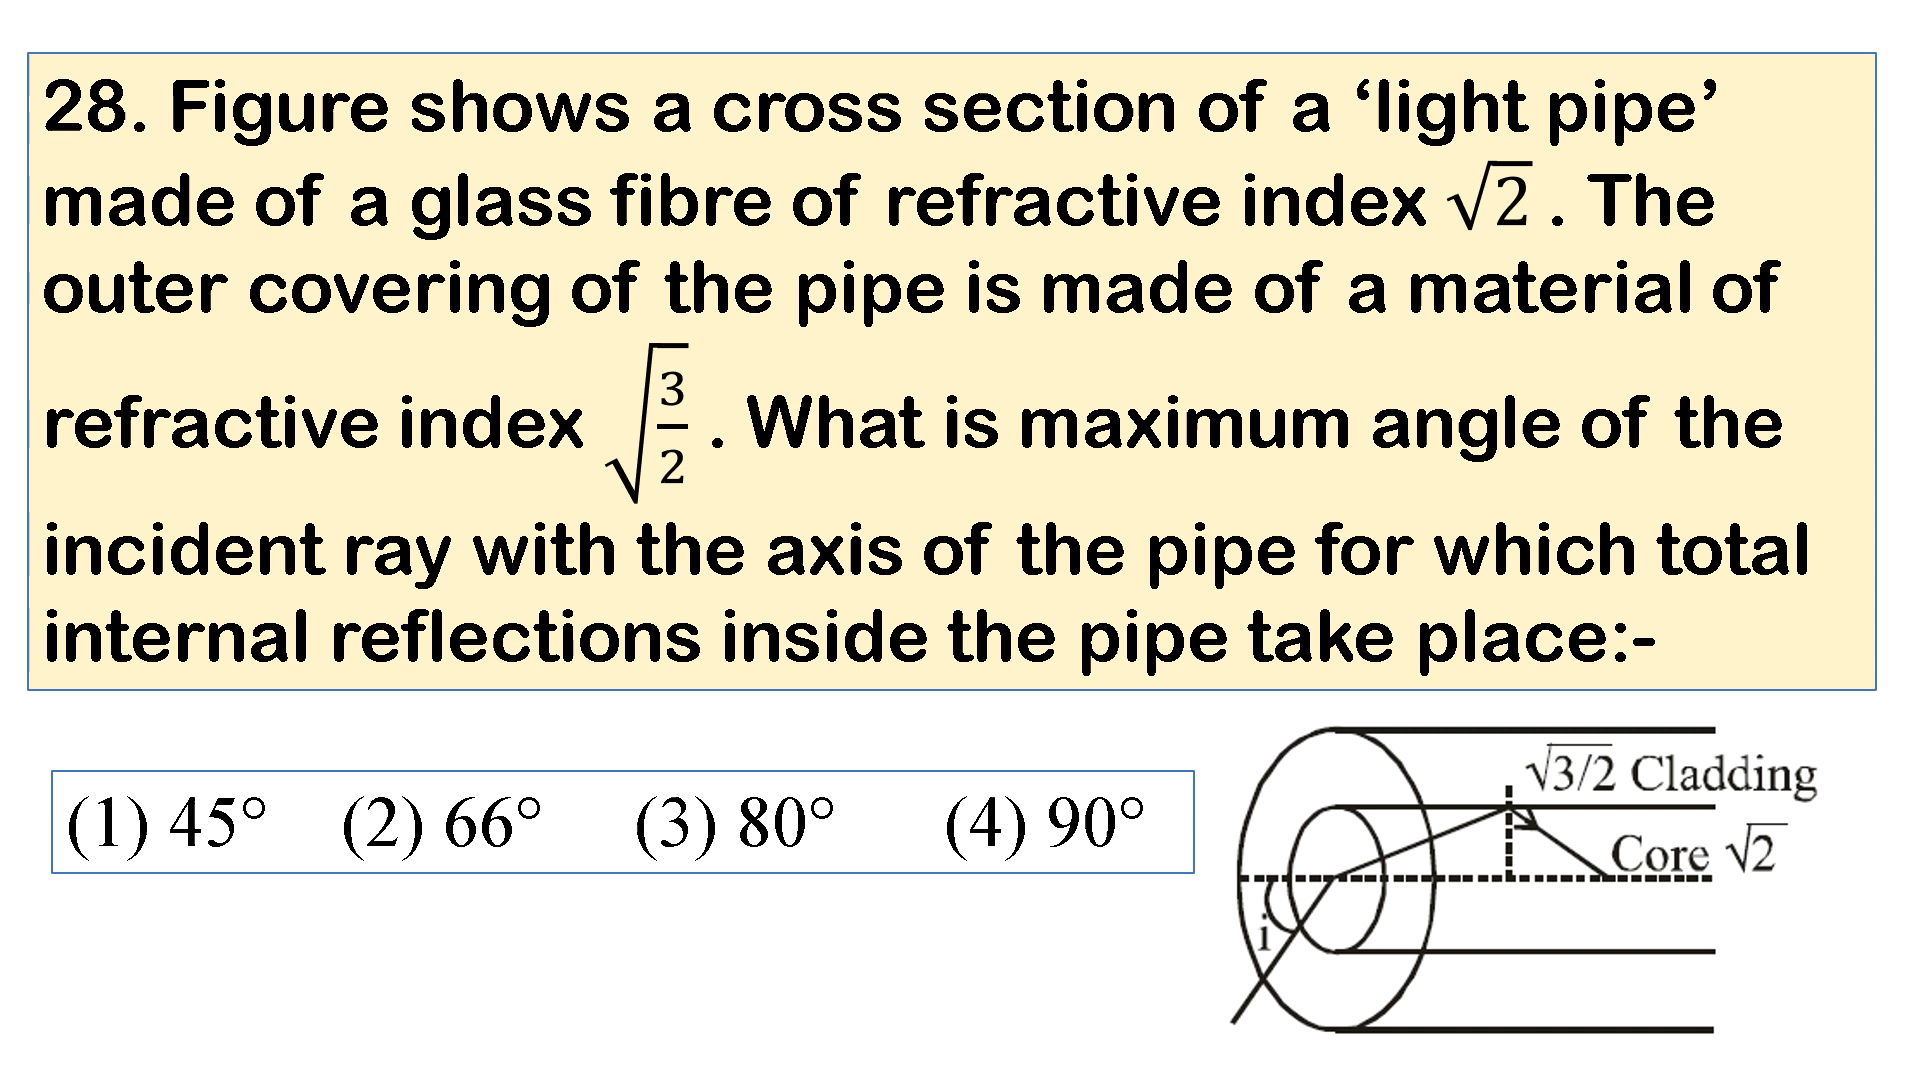 28. Figure shows a cross section of a ‘light pipe’
made of a glass fibre of refractive index √2 . The
outer covering of the pipe is made of a material of
refractive index √(3/2) . What is maximum angle of the
incident ray with the axis of the pipe for which total
internal reflections inside the pipe take place:-
(1) 45° (2) 66° (3) 80° (4) 90°
√3/2 Cladding
Core √2
i